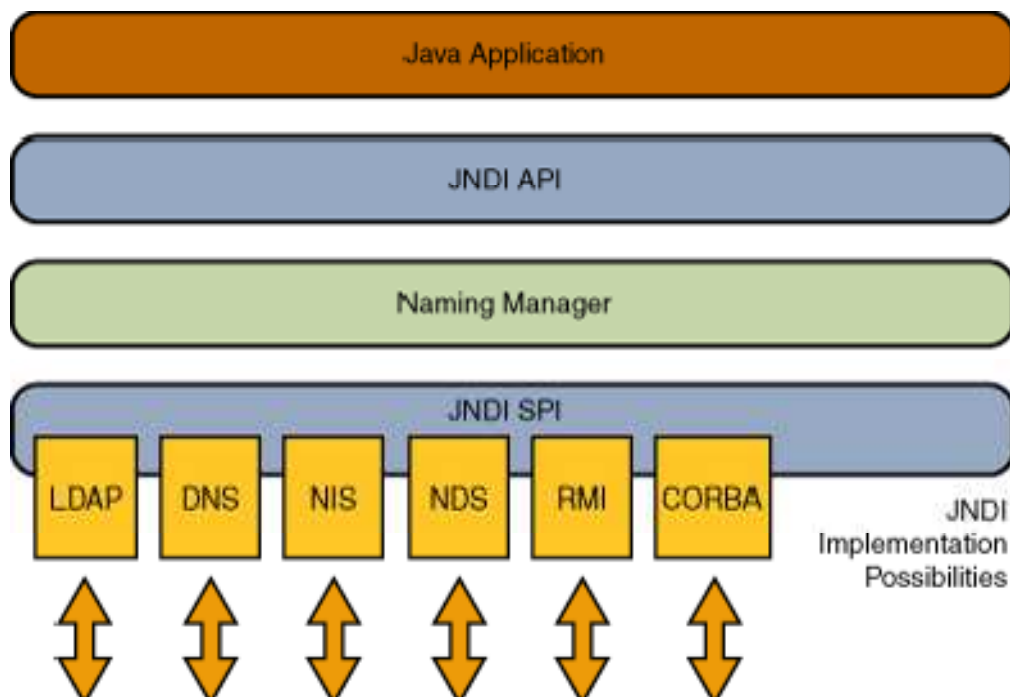 Java Application
JNDI API
Naming Manager
JNDI SPI
LDAP DNS NIS NDS RMI CORBA
JNDI
Implementation
Possibilities